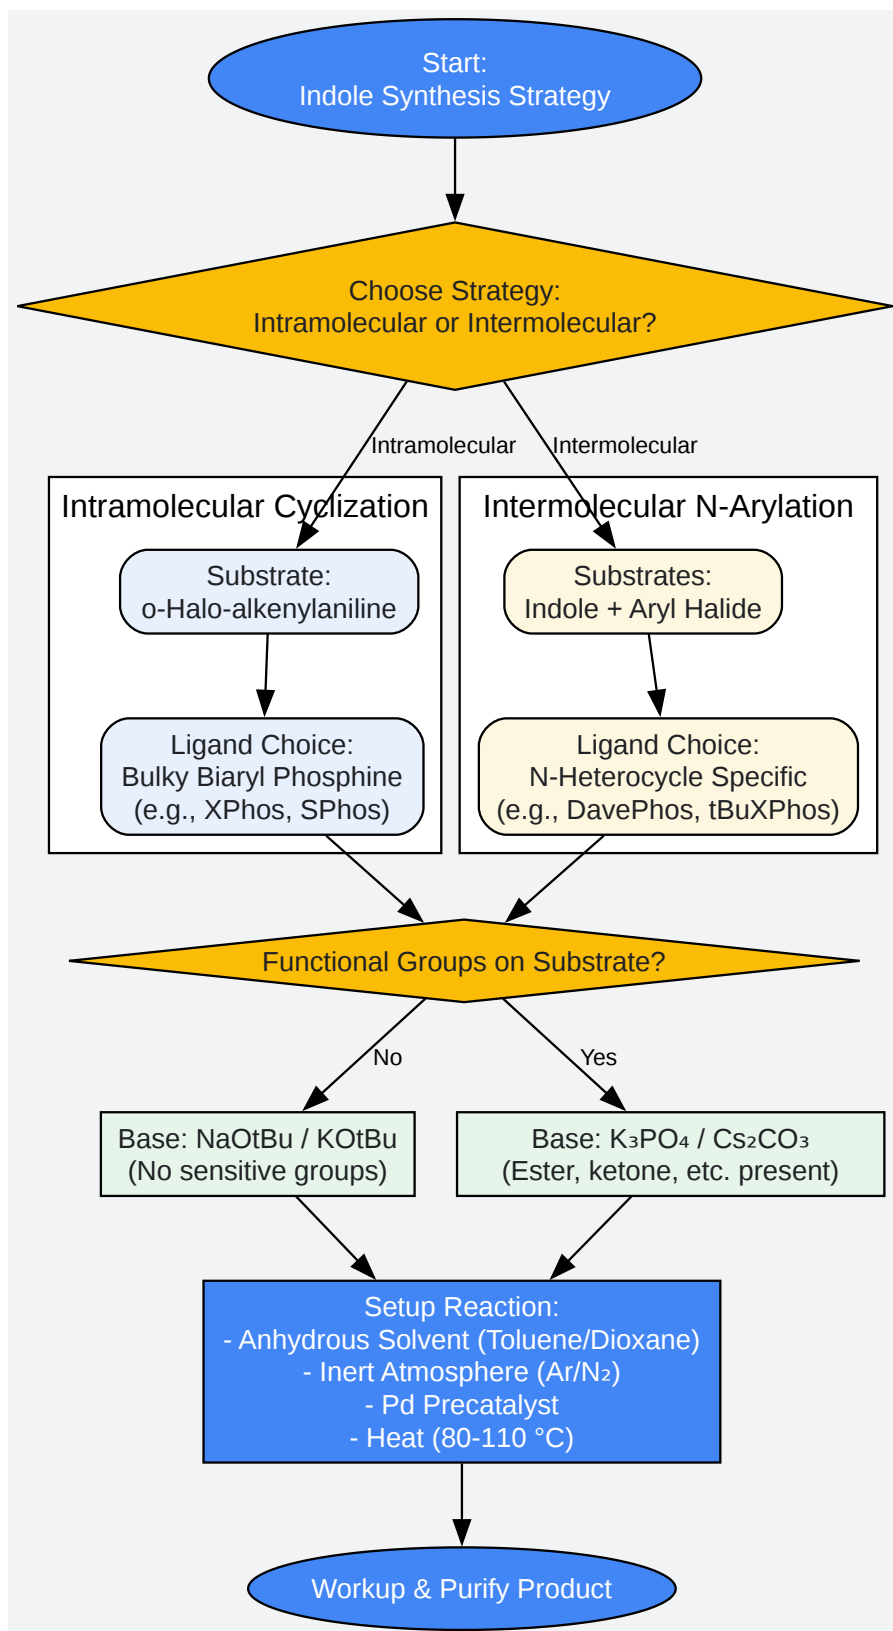 Start:
Indole Synthesis Strategy
Choose Strategy:
Intramolecular or Intermolecular?
Intramolecular
Intermolecular
Intramolecular Cyclization
Substrate:
o-Halo-alkenylaniline
Ligand Choice:
Bulky Biaryl Phosphine
(e.g., XPhos, SPhos)
Intermolecular N-Arylation
Substrates:
Indole + Aryl Halide
Ligand Choice:
N-Heterocycle Specific
(e.g., DavePhos, tBuXPhos)
Functional Groups on Substrate?
No
Yes
Base: NaOtBu / KOtBu
(No sensitive groups)
Base: K₃PO₄ / Cs₂CO₃
(Ester, ketone, etc. present)
Setup Reaction:
- Anhydrous Solvent (Toluene/Dioxane)
- Inert Atmosphere (Ar/N₂)
- Pd Precatalyst
- Heat (80-110 °C)
Workup & Purify Product